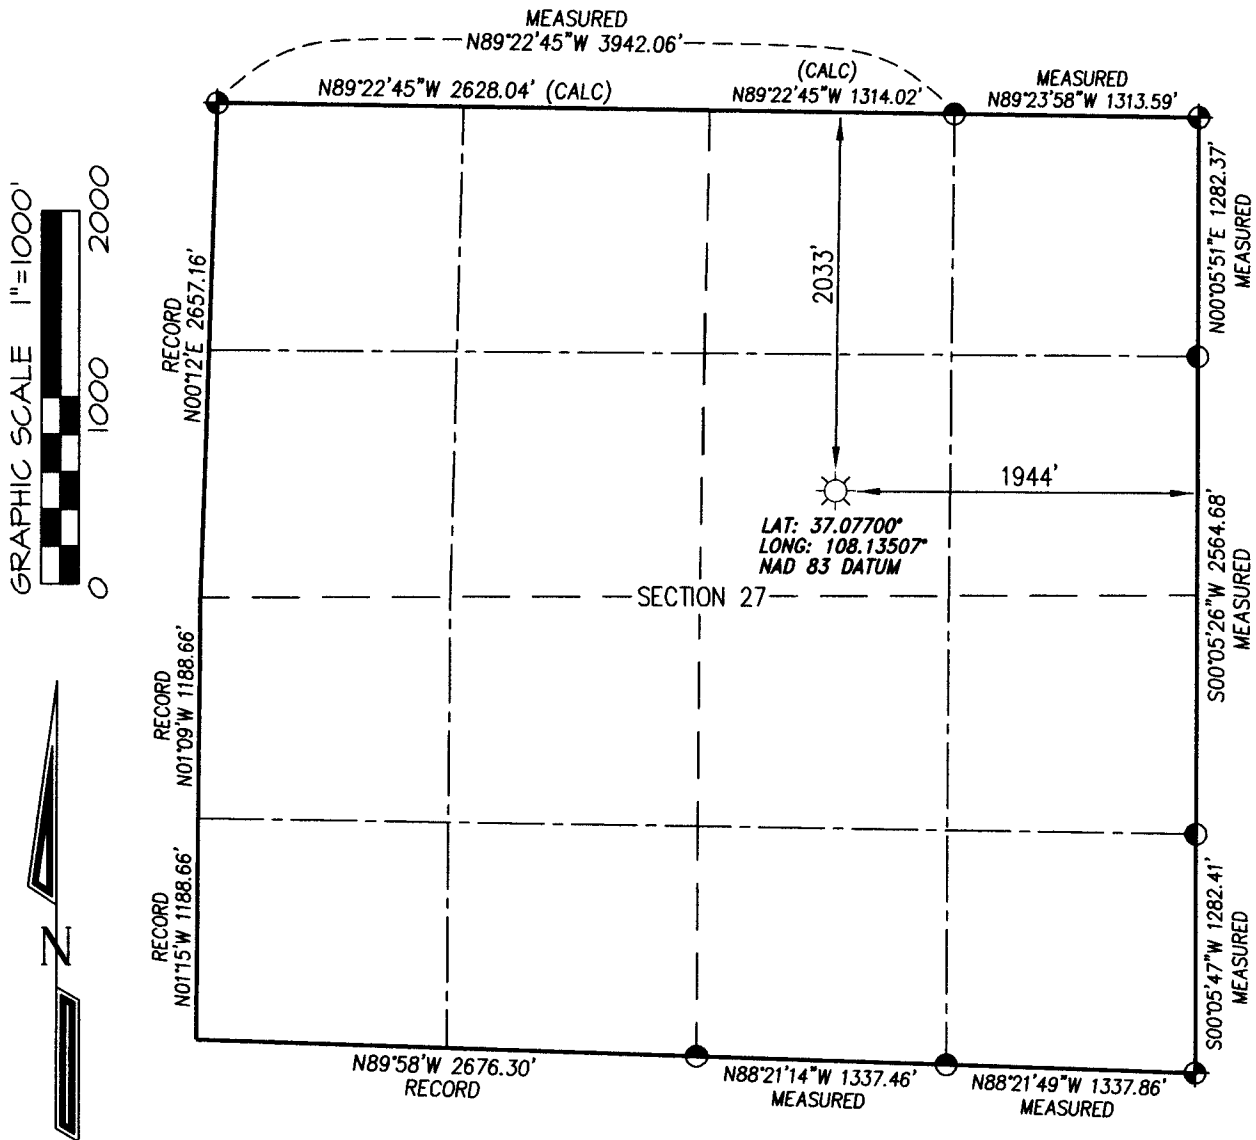 MEASURED
N89°22'45"W 3942.06'
N89°22'45"W 2628.04' (CALC)
(CALC)
N89°22'45"W 1314.02'
MEASURED
N89°23'58"W 1313.59'
GRAPHIC SCALE 1"=1000'
0
1000
2000
RECORD
N00°12'E 2657.16'
2033'
N00°05'51"E 1282.37'
MEASURED
1944'
LAT: 37.07700°
LONG: 108.13507°
NAD 83 DATUM
S00°05'26"W 2564.68'
MEASURED
SECTION 27
RECORD
N01°09'W 1188.66'
RECORD
N01°15'W 1188.66'
N
S00°05'47"W 1282.41'
MEASURED
N89°58'W 2676.30'
RECORD
N88°21'14"W 1337.46'
MEASURED
N88°21'49"W 1337.86'
MEASURED